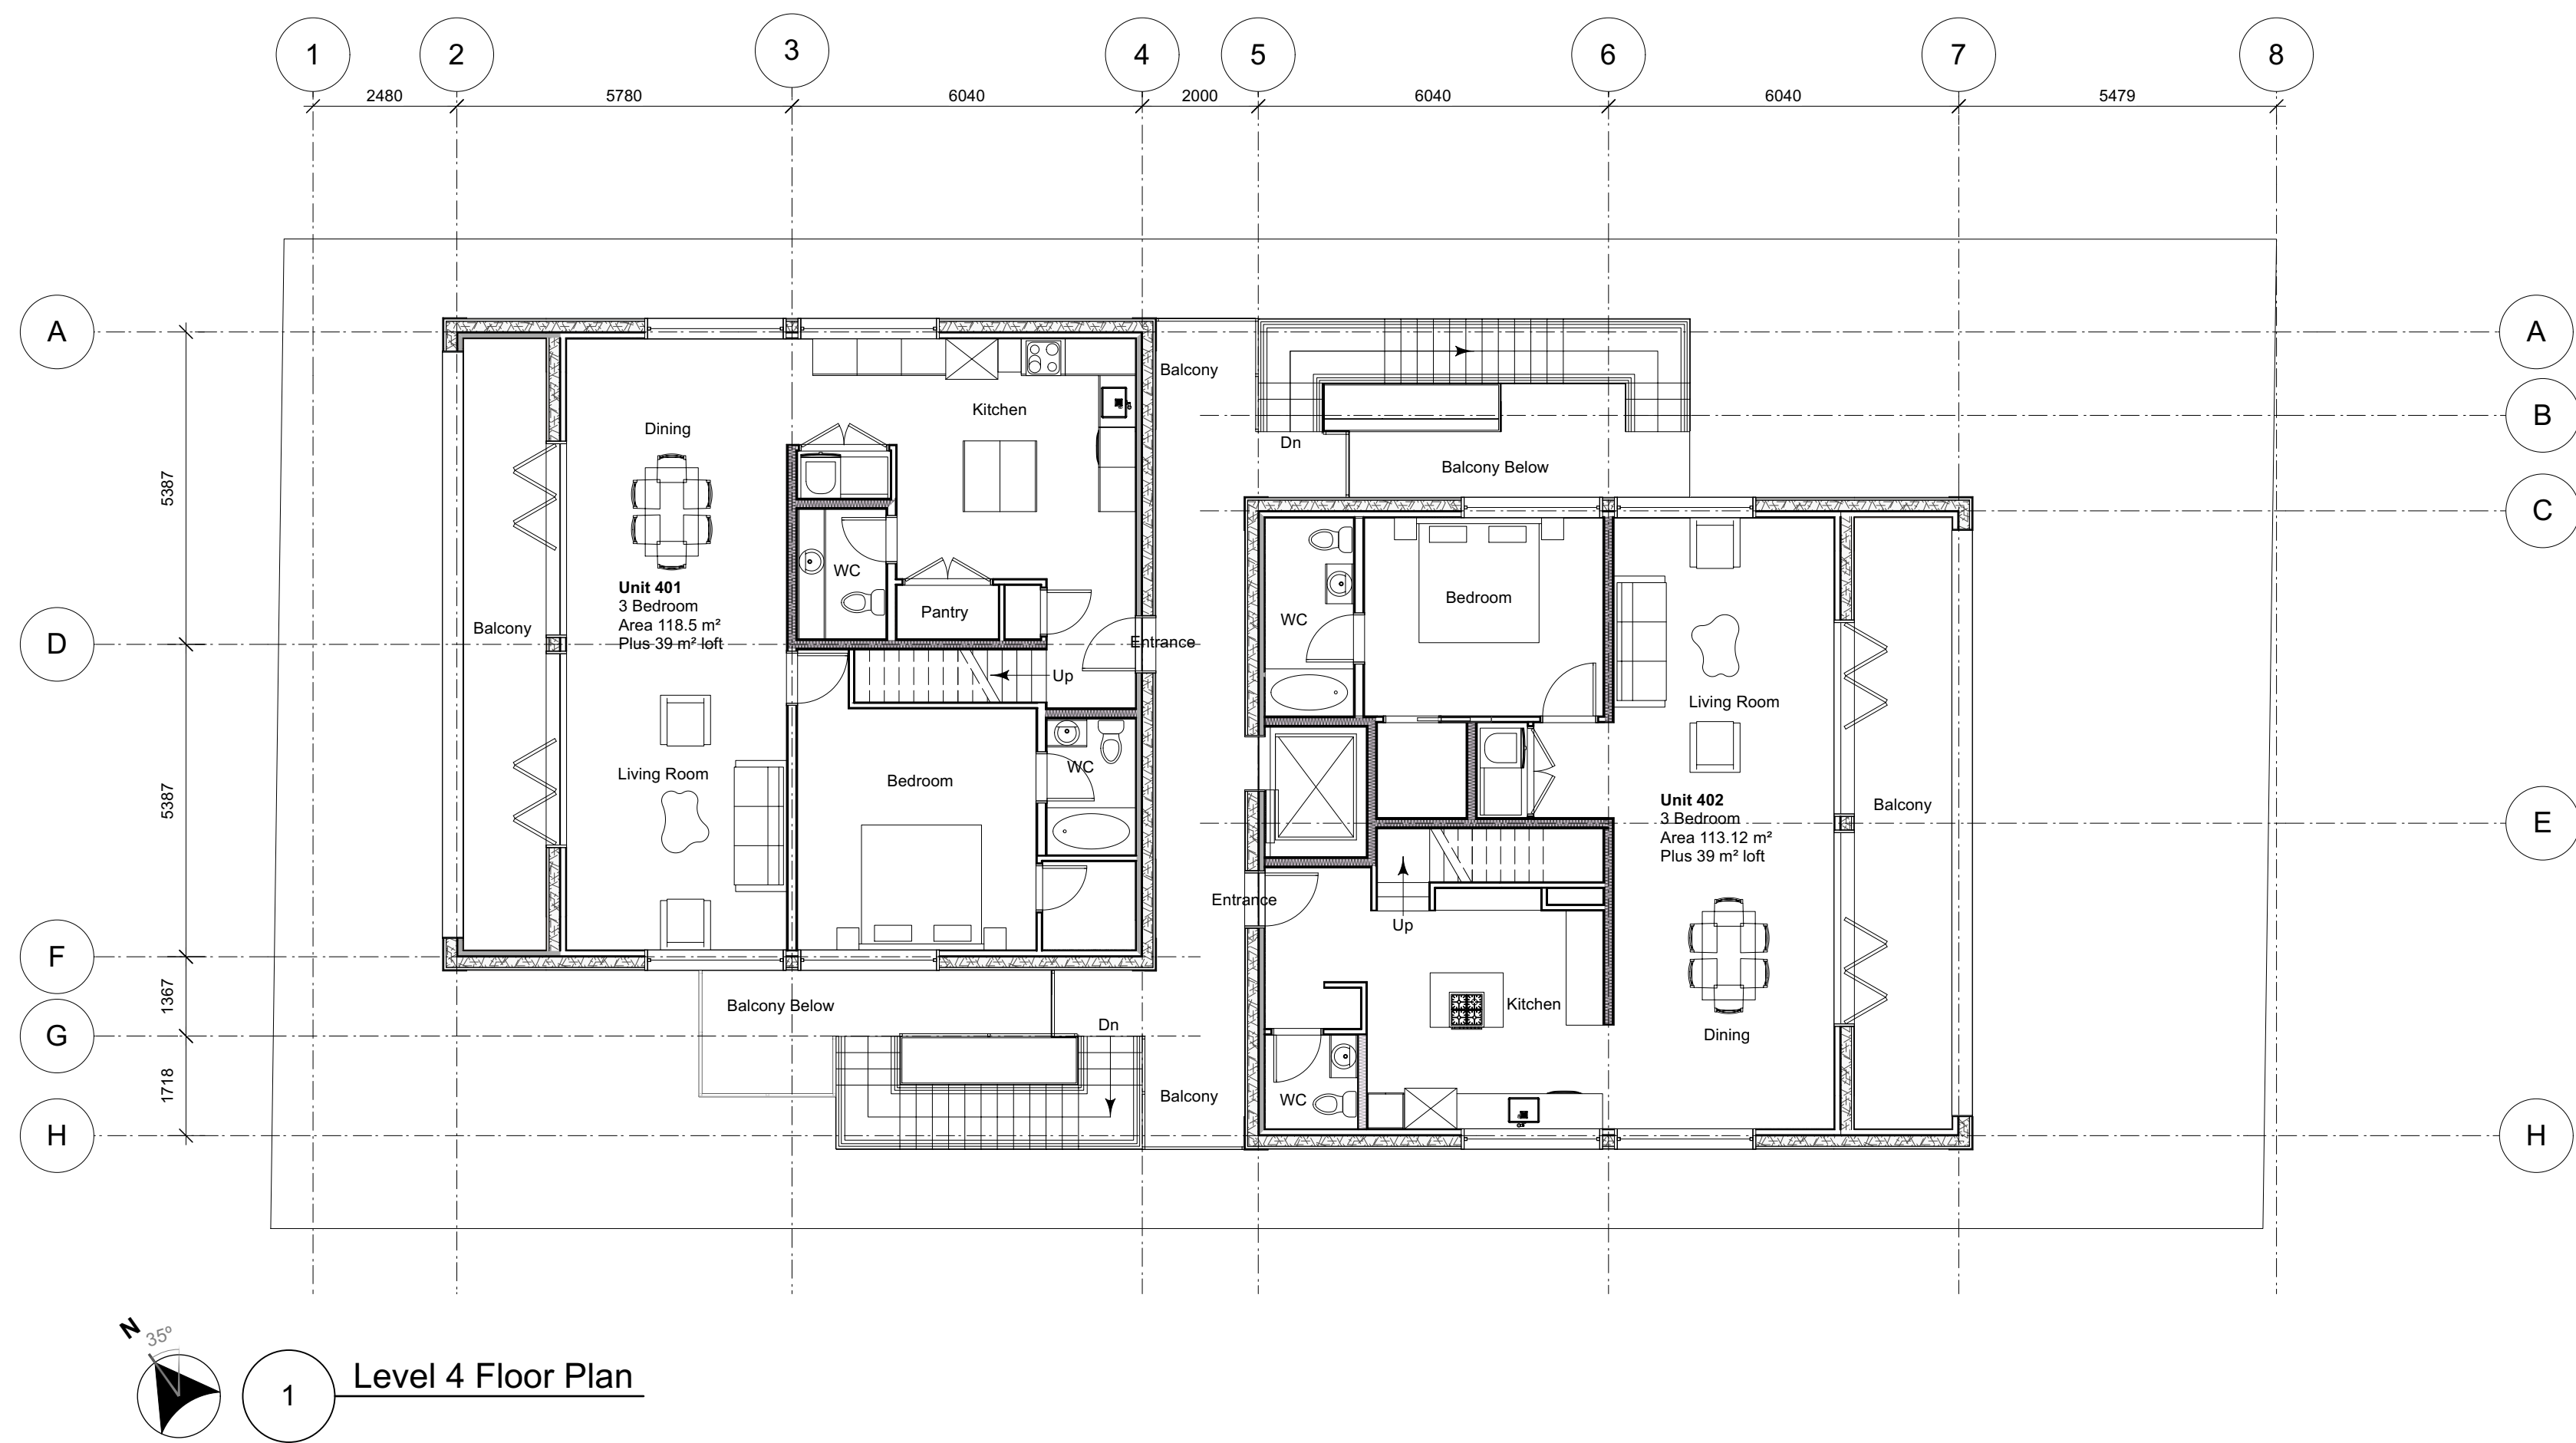 1 2 3 4 5 6 7 8
2480 5780 6040 2000 6040 6040 5479
A A
Balcony
Kitchen
B
Dining
Dn
Balcony Below
5387
C
WC
Unit 401
3 Bedroom
Area 118.5 m²
Plus 39 m² loft
Pantry
Bedroom
WC
Balcony
D
Entrance
Up
Living Room
Living Room
WC
Bedroom
5387
Unit 402
3 Bedroom
Area 113.12 m²
Plus 39 m² loft
Balcony
E
Entrance
Up
F
1367
Balcony Below
Kitchen
Dn
G
Dining
1718
Balcony
WC
H H
N
35º
1
Level 4 Floor Plan